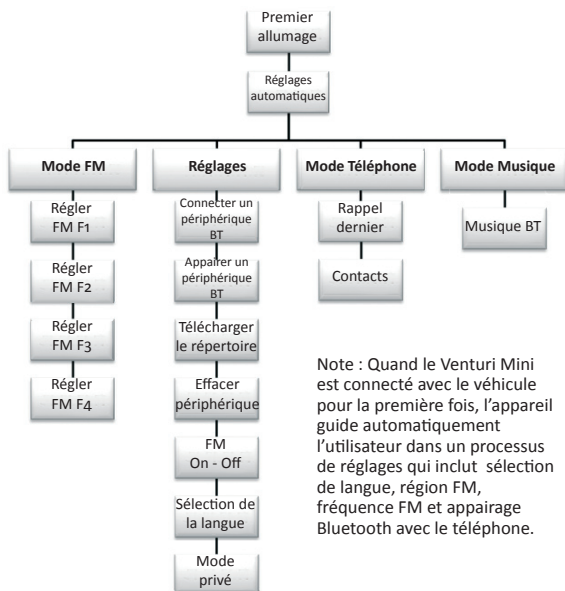 Premier
allumage
Réglages
automatiques
Mode FM
Régler
FM F1
Régler
FM F2
Régler
FM F3
Régler
FM F4
Réglages
Connecter un
périphérique
BT
Appairer un
périphérique
BT
Télécharger
le répertoire
Effacer
périphérique
FM
On - Off
Sélection de
la langue
Mode
privé
Mode Téléphone
Rappel
dernier
Contacts
Mode Musique
Musique BT
Note : Quand le Venturi Mini
est connecté avec le véhicule
pour la première fois, l’appareil
guide automatiquement
l’utilisateur dans un processus
de réglages qui inclut sélection
de langue, région FM,
fréquence FM et appairage
Bluetooth avec le téléphone.